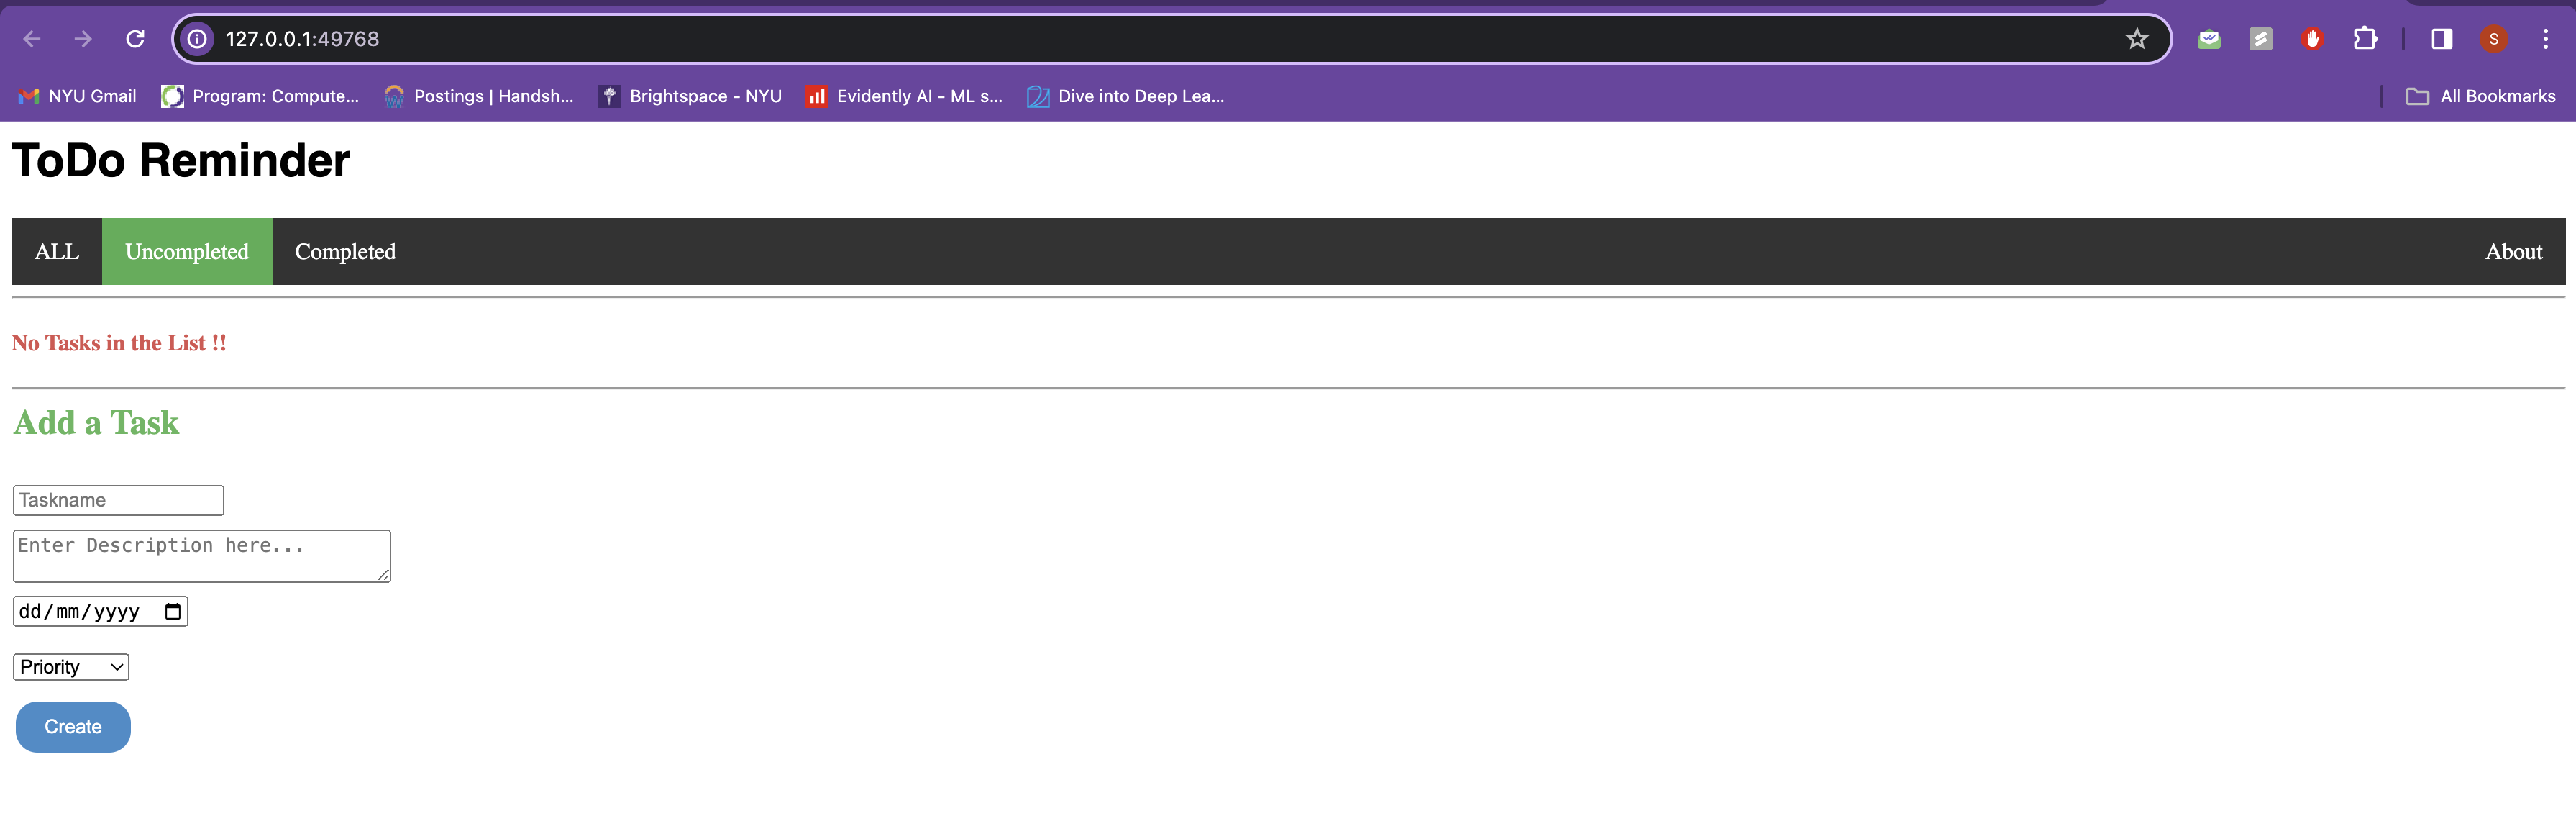 127.0.0.1:49768
S
NYU Gmail Program: Compute... Postings | Handsh... Brightspace - NYU Evidently AI - ML s... Dive into Deep Lea... All Bookmarks
ToDo Reminder
ALL Uncompleted Completed About
No Tasks in the List !!
Add a Task
Taskname
Enter Description here...
dd/mm/yyyy
Priority
Create